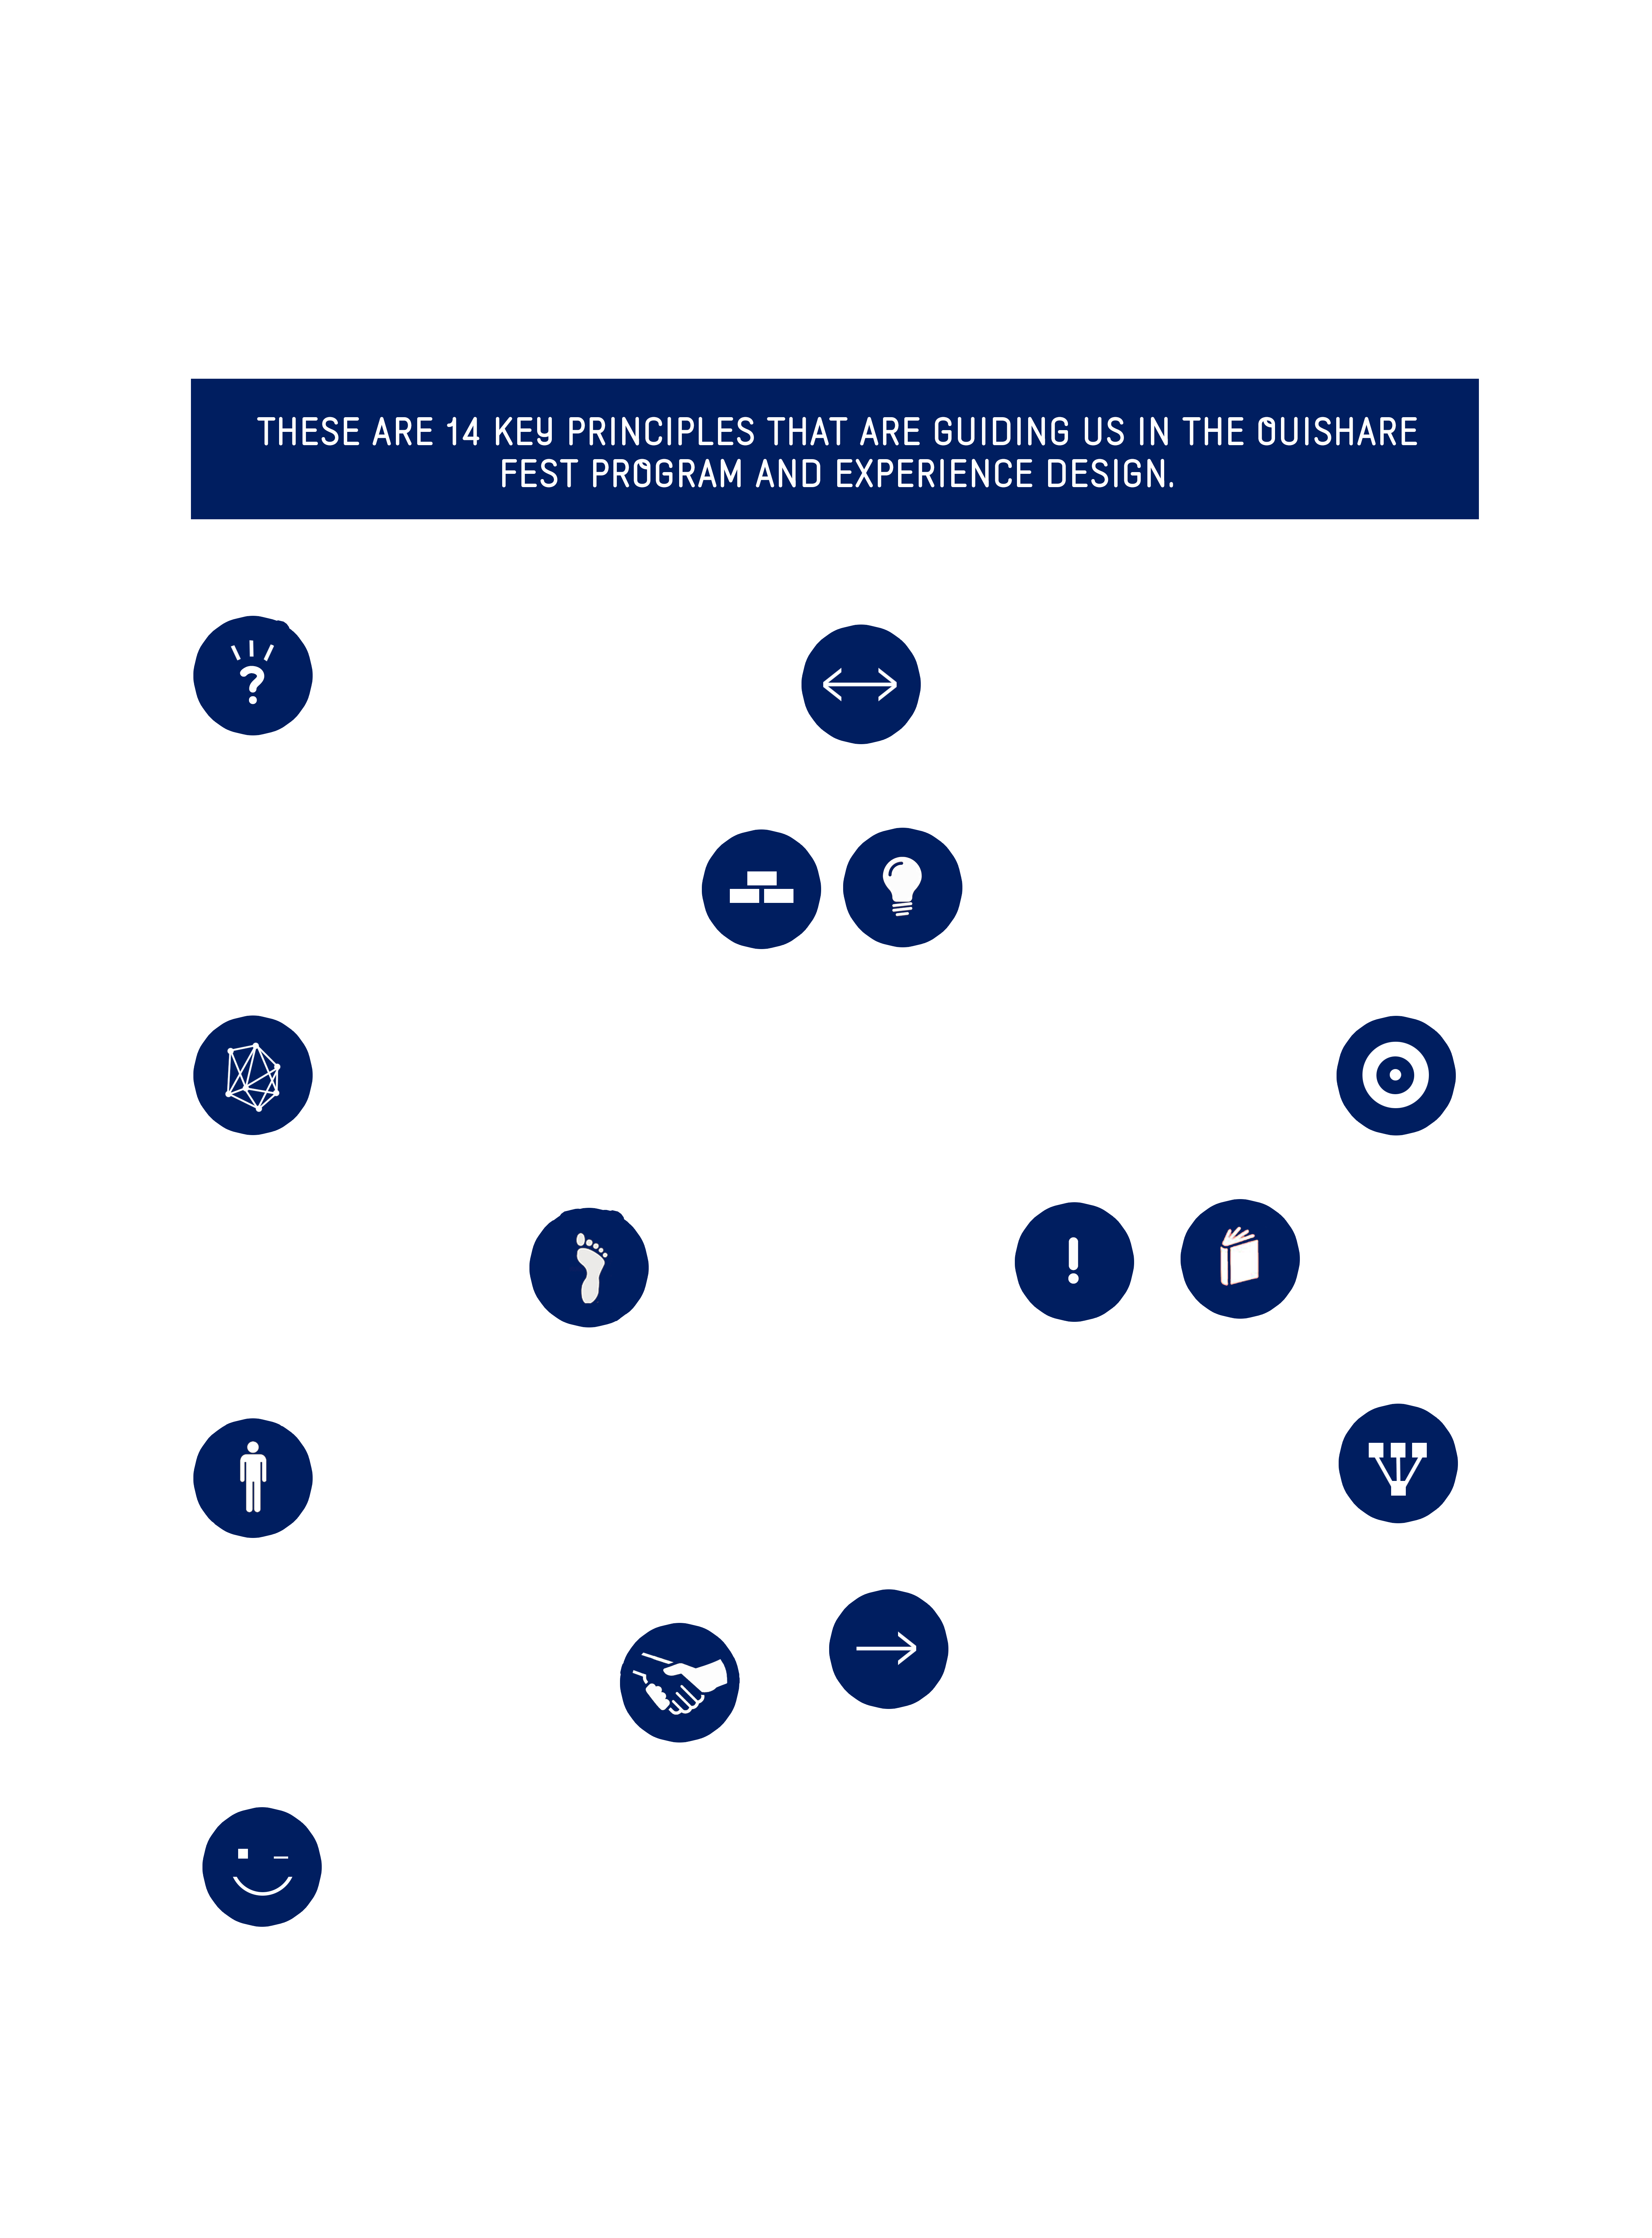 THESE ARE 14 KEY PRINCIPLES THAT ARE GUIDING US IN THE OUISHARE
FEST PROGRAM AND EXPERIENCE DESIGN.
?
!